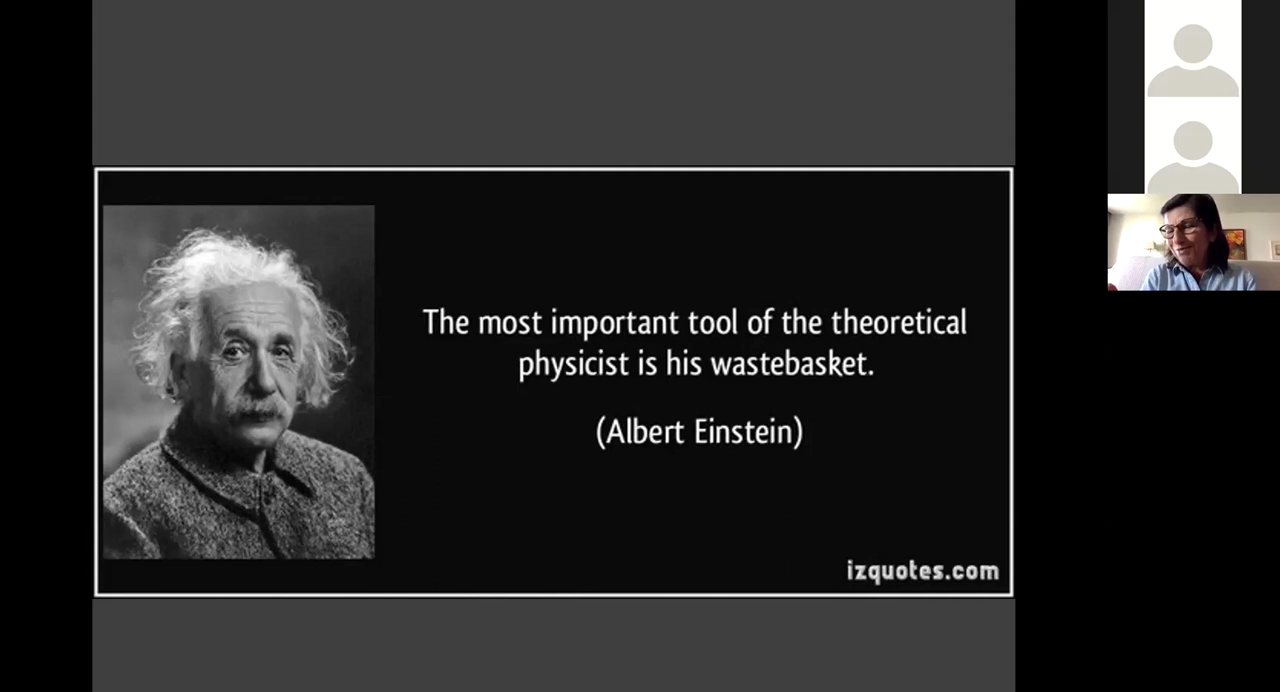 The most important tool of the theoretical
physicist is his wastebasket.
(Albert Einstein)
izquotes.com